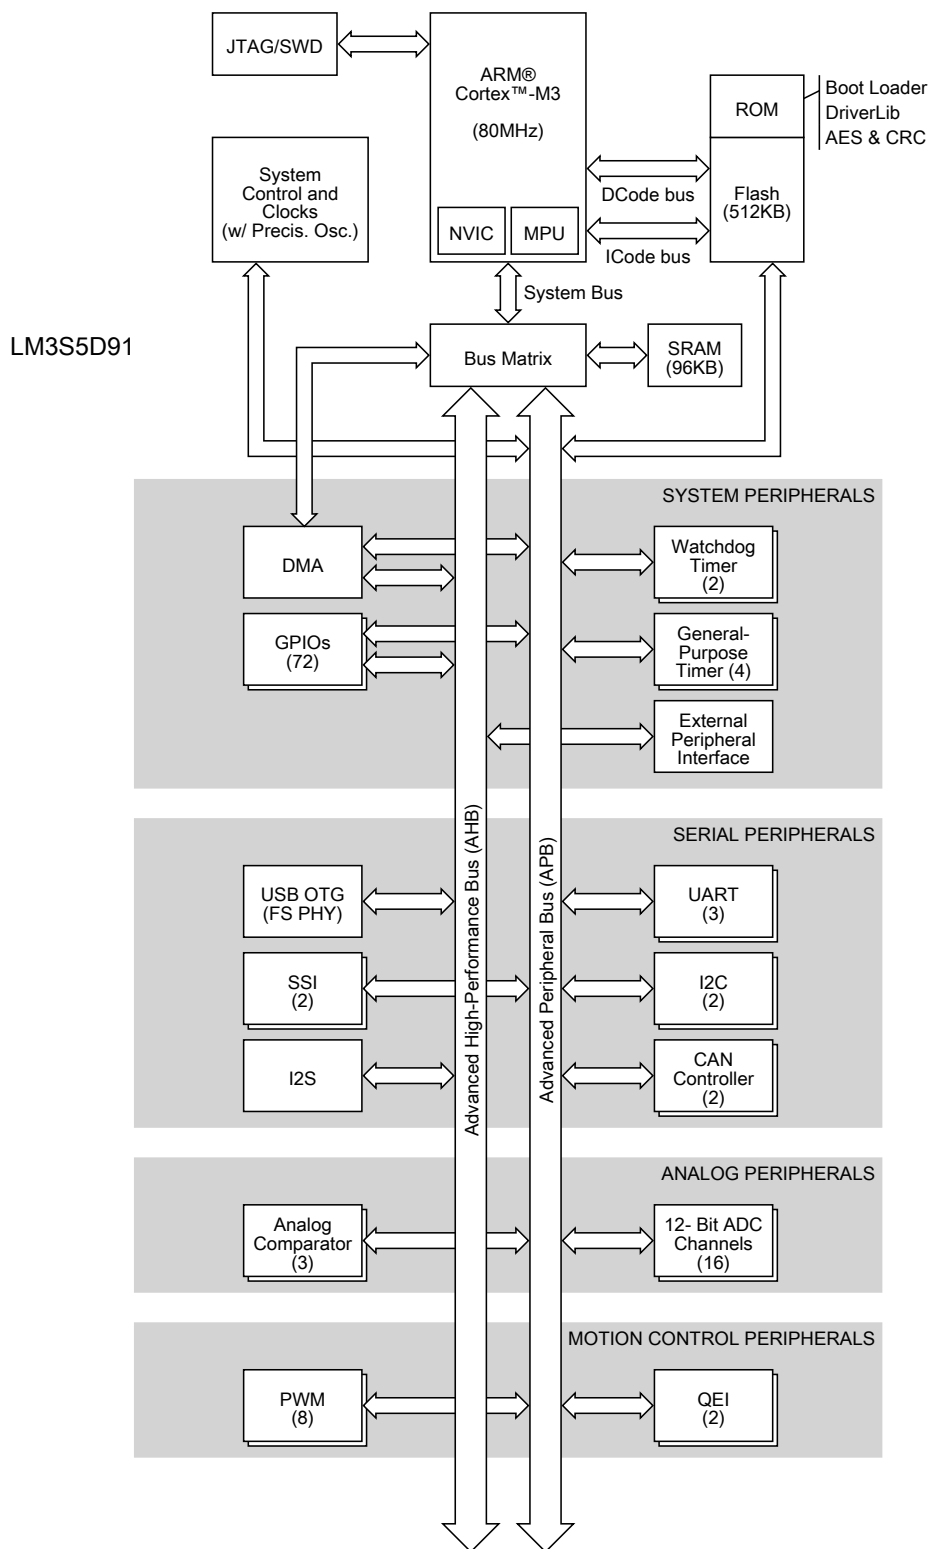 JTAG/SWD
ARM®
Cortex™-M3
(80MHz)
NVIC
MPU
ROM
Boot Loader
DriverLib
AES & CRC
Flash
(512KB)
DCode bus
ICode bus
System
Control and
Clocks
(w/ Precis. Osc.)
System Bus
LM3S5D91
Bus Matrix
SRAM
(96KB)
SYSTEM PERIPHERALS
DMA
Watchdog
Timer
(2)
GPIOs
(72)
General-
Purpose
Timer (4)
External
Peripheral
Interface
Advanced High-Performance Bus (AHB)
Advanced Peripheral Bus (APB)
SERIAL PERIPHERALS
USB OTG
(FS PHY)
UART
(3)
SSI
(2)
I2C
(2)
I2S
CAN
Controller
(2)
ANALOG PERIPHERALS
Analog
Comparator
(3)
12- Bit ADC
Channels
(16)
MOTION CONTROL PERIPHERALS
PWM
(8)
QEI
(2)